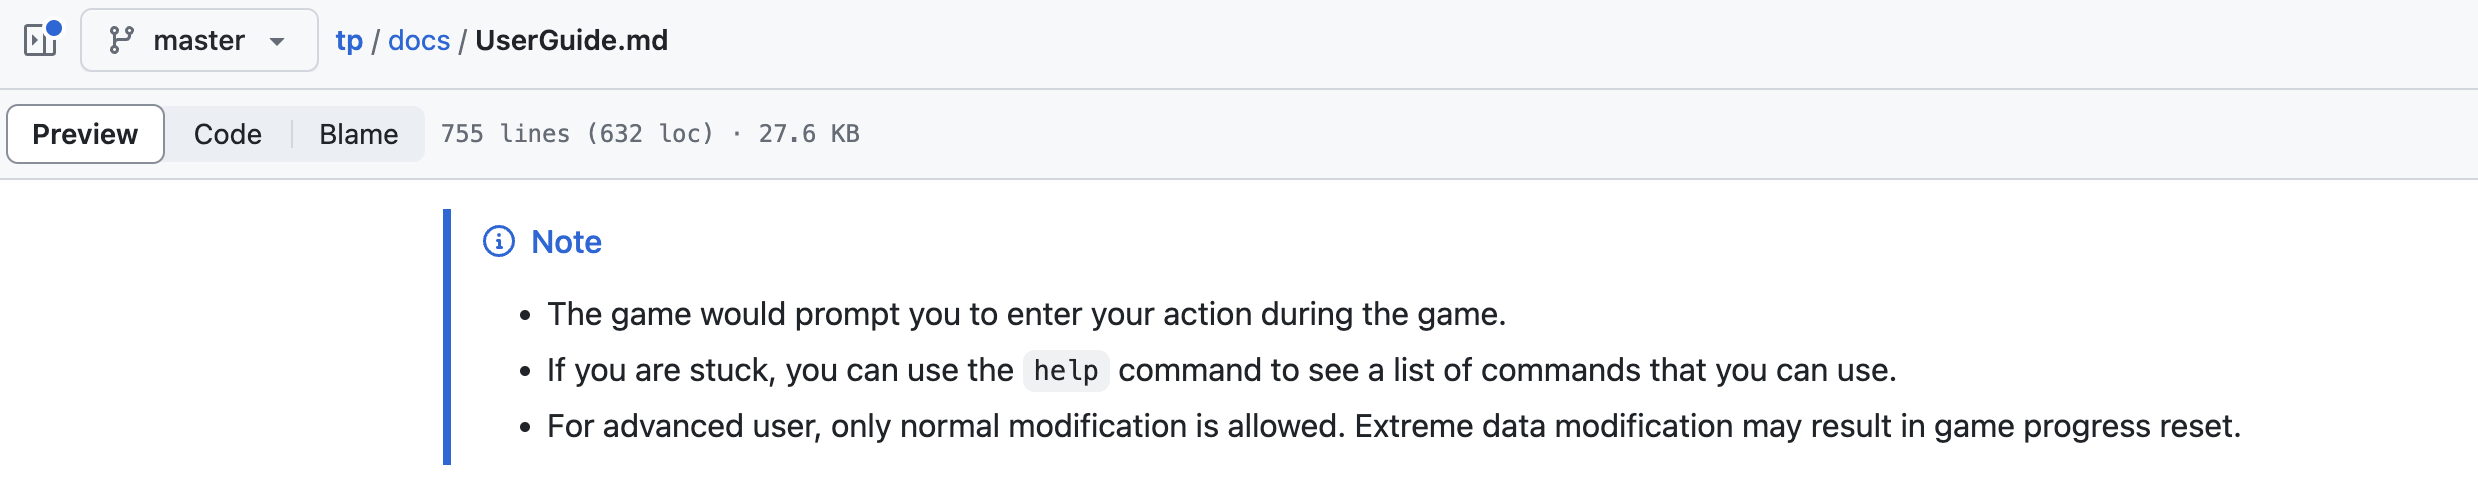 master tp / docs / UserGuide.md
Preview Code Blame 755 lines (632 loc) · 27.6 KB
Note
• The game would prompt you to enter your action during the game.
• If you are stuck, you can use the help command to see a list of commands that you can use.
• For advanced user, only normal modification is allowed. Extreme data modification may result in game progress reset.